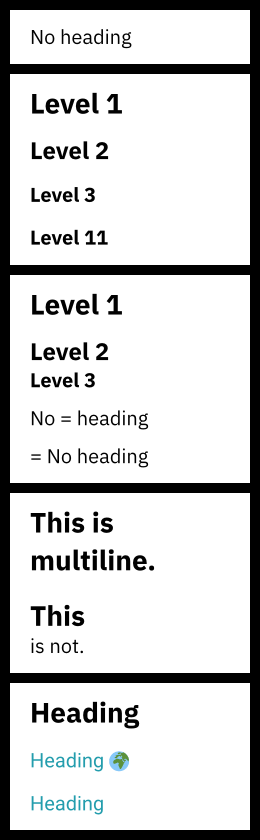 No heading
Level 1
Level 2
Level 3
Level 11
Level 1
Level 2
Level 3
No = heading
= No heading
This is
multiline.
This
is not.
Heading
Heading 🌍
Heading